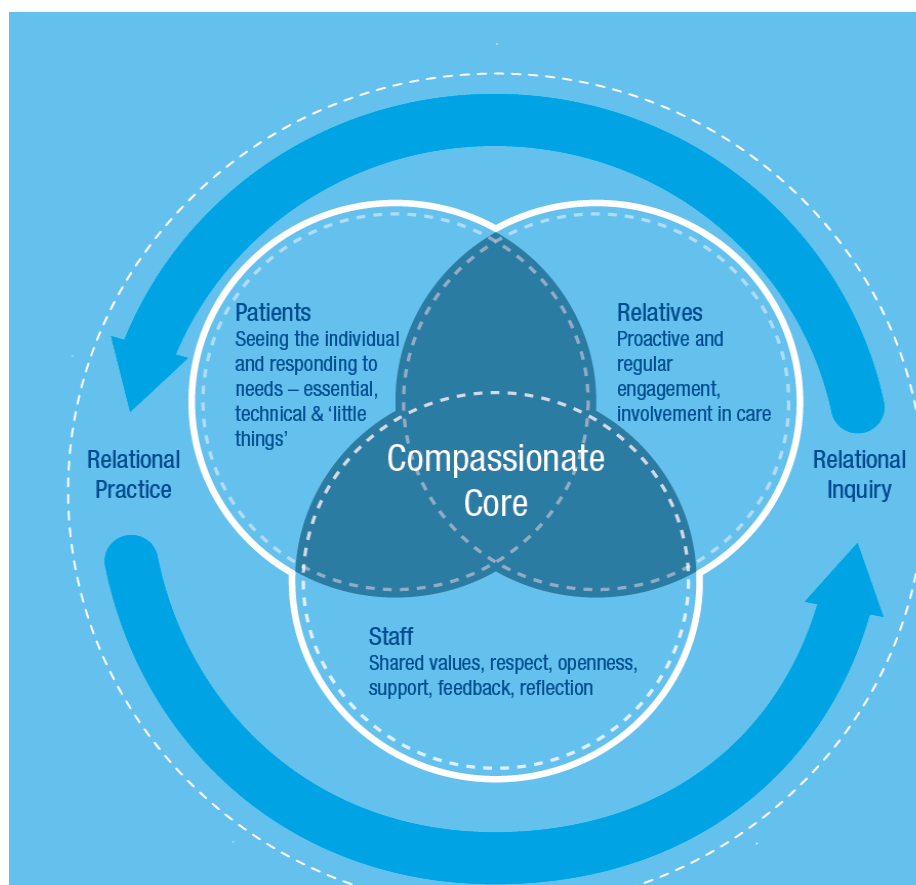 Patients
Seeing the individual
and responding to
needs – essential,
technical & ‘little
things’
Relatives
Proactive and
regular
engagement,
involvement in care
Compassionate
Core
Relational
Practice
Relational
Inquiry
Staff
Shared values, respect, openness,
support, feedback, reflection